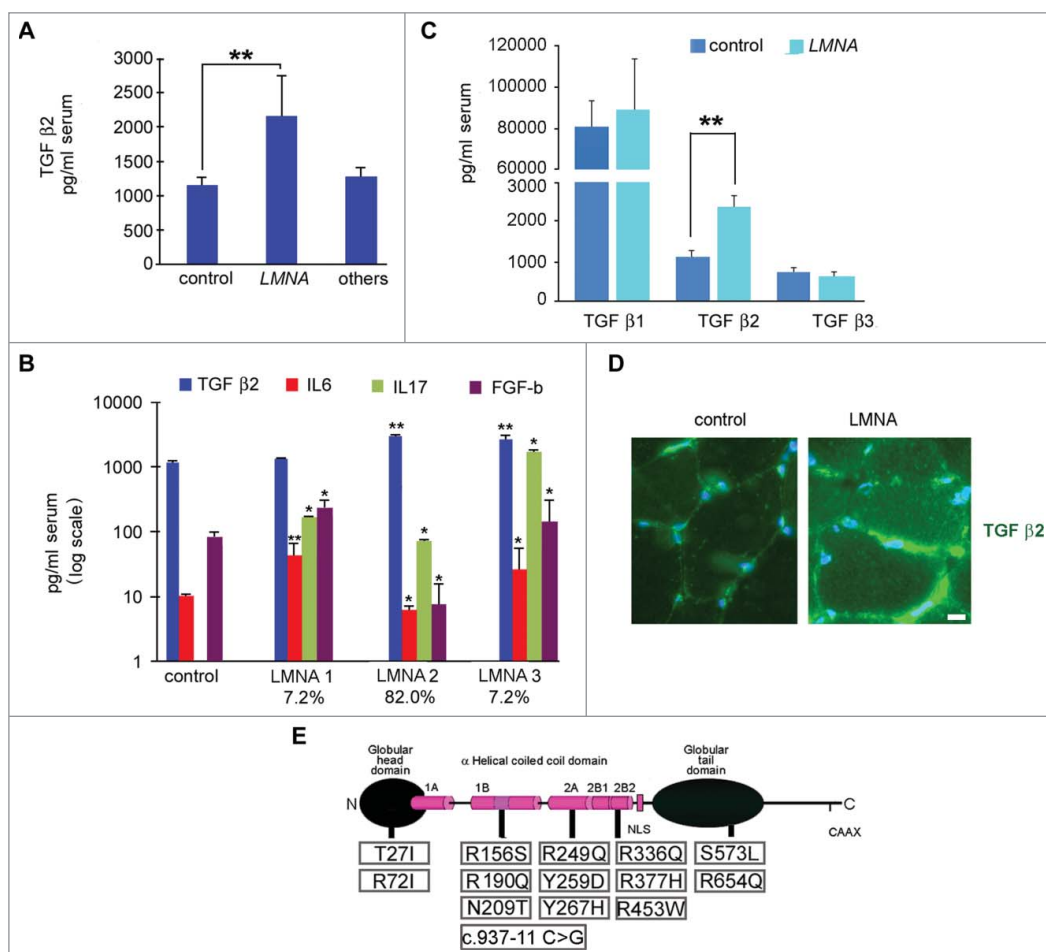 A
TGF β2
pg/ml serum
3000
2500
2000
1500
1000
500
0
**
control LMNA others
C
control LMNA
pg/ml serum
120000
100000
80000
60000
3000
2000
1000
0
**
TGF β1 TGF β2 TGF β3
B
TGF β2 IL6 IL17 FGF-b
pg/ml serum
(log scale)
10000
1000
100
10
1
** * *
** * * *
** * * *
control LMNA 1 LMNA 2 LMNA 3
7.2% 82.0% 7.2%
D
control LMNA
TGF β2
E
Globular
head
domain
α Helical coiled coil domain
Globular
tail
domain
N 1A 1B 2A 2B1 2B2 C
NLS CAAX
T27I R156S R249Q R336Q S573L
R72I R190Q Y259D R377H R654Q
N209T Y267H R453W
c.937-11 C>G